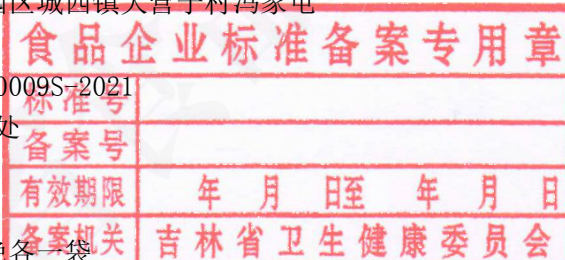 区城西镇大营子村冯家屯
食品企业标准备案专用章
0009S-2021
标准号
处
备案号
有效期限 年 月 日至 年 月 日
备案机关 吉林省卫生健康委员会
各一袋